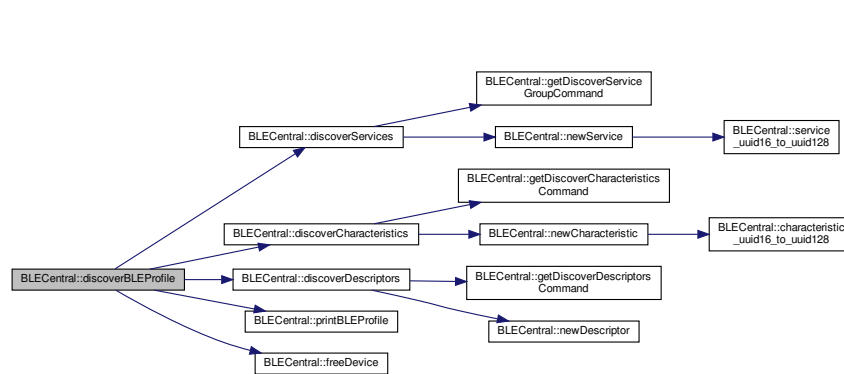 BLECentral::getDiscoverService
GroupCommand
BLECentral::discoverServices
BLECentral::newService
BLECentral::service
_uuid16_to_uuid128
BLECentral::getDiscoverCharacteristics
Command
BLECentral::discoverCharacteristics
BLECentral::newCharacteristic
BLECentral::characteristic
_uuid16_to_uuid128
BLECentral::discoverBLEProfile
BLECentral::discoverDescriptors
BLECentral::getDiscoverDescriptors
Command
BLECentral::printBLEProfile
BLECentral::newDescriptor
BLECentral::freeDevice